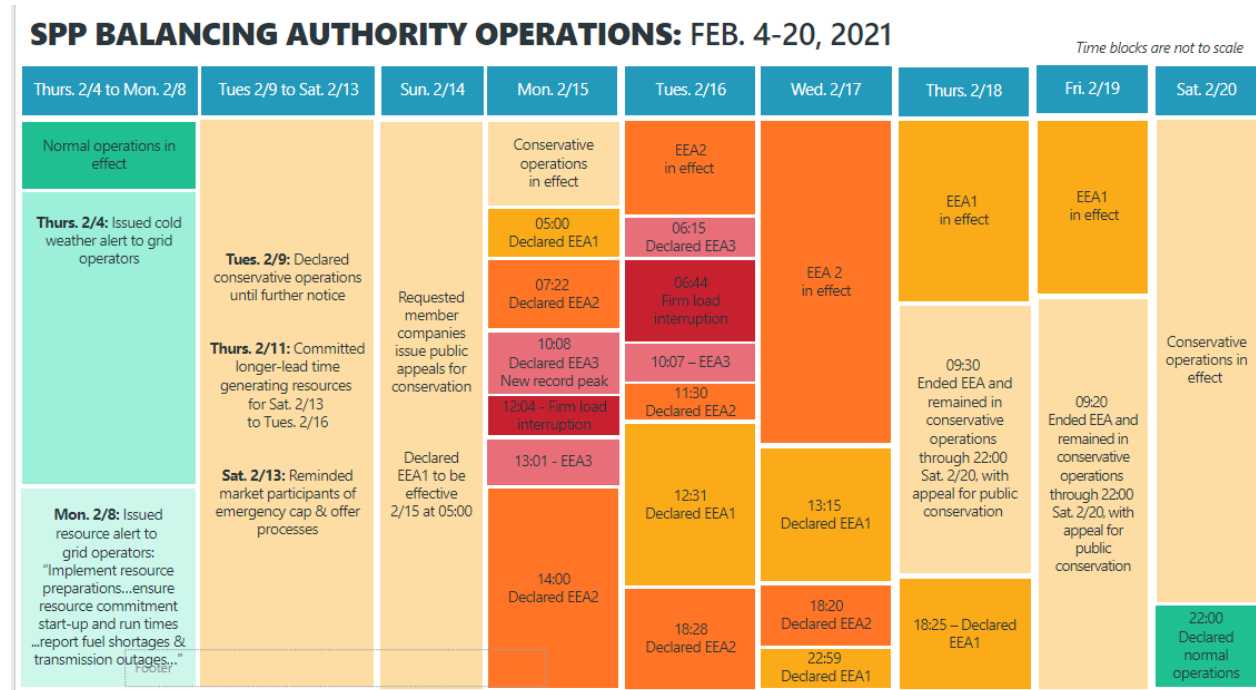 SPP BALANCING AUTHORITY OPERATIONS: FEB. 4-20, 2021
Time blocks are not to scale
Thurs. 2/4 to Mon. 2/8
Normal operations in
effect
Thurs. 2/4: Issued cold
weather alert to grid
operators
Mon. 2/8: Issued
resource alert to
grid operators:
“Implement resource
preparations...ensure
resource commitment
start-up and run times
...report fuel shortages &
transmission outages...”
Footer
Tues 2/9 to Sat. 2/13
Tues. 2/9: Declared
conservative operations
until further notice
Thurs. 2/11: Committed
longer-lead time
generating resources
for Sat. 2/13
to Tues. 2/16
Sat. 2/13: Reminded
market participants of
emergency cap & offer
processes
Sun. 2/14
Requested
member
companies
issue public
appeals for
conservation
Declared
EEA1 to be
effective
2/15 at 05:00
Mon. 2/15
Conservative
operations
in effect
05:00
Declared EEA1
07:22
Declared EEA2
10:08
Declared EEA3
New record peak
12:04 - Firm load
interruption
13:01 - EEA3
14:00
Declared EEA2
Tues. 2/16
EEA2
in effect
06:15
Declared EEA3
06:44
Firm load
interruption
10:07 – EEA3
11:30
Declared EEA2
12:31
Declared EEA1
18:28
Declared EEA2
Wed. 2/17
EEA 2
in effect
13:15
Declared EEA1
18:20
Declared EEA2
22:59
Declared EEA1
Thurs. 2/18
EEA1
in effect
09:30
Ended EEA and
remained in
conservative
operations
through 22:00
Sat. 2/20, with
appeal for public
conservation
18:25 – Declared
EEA1
Fri. 2/19
EEA1
in effect
09:20
Ended EEA and
remained in
conservative
operations
through 22:00
Sat. 2/20, with
appeal for
public
conservation
Sat. 2/20
Conservative
operations in
effect
22:00
Declared
normal
operations